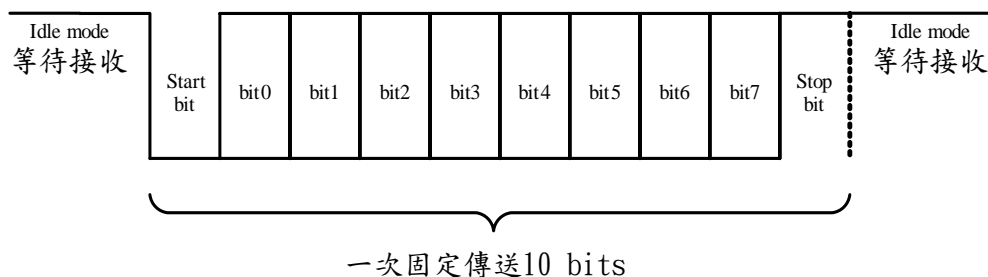 Idle mode
等待接收
Start
bit
bit0
bit1
bit2
bit3
bit4
bit5
bit6
bit7
Stop
bit
Idle mode
等待接收
一次固定傳送10 bits